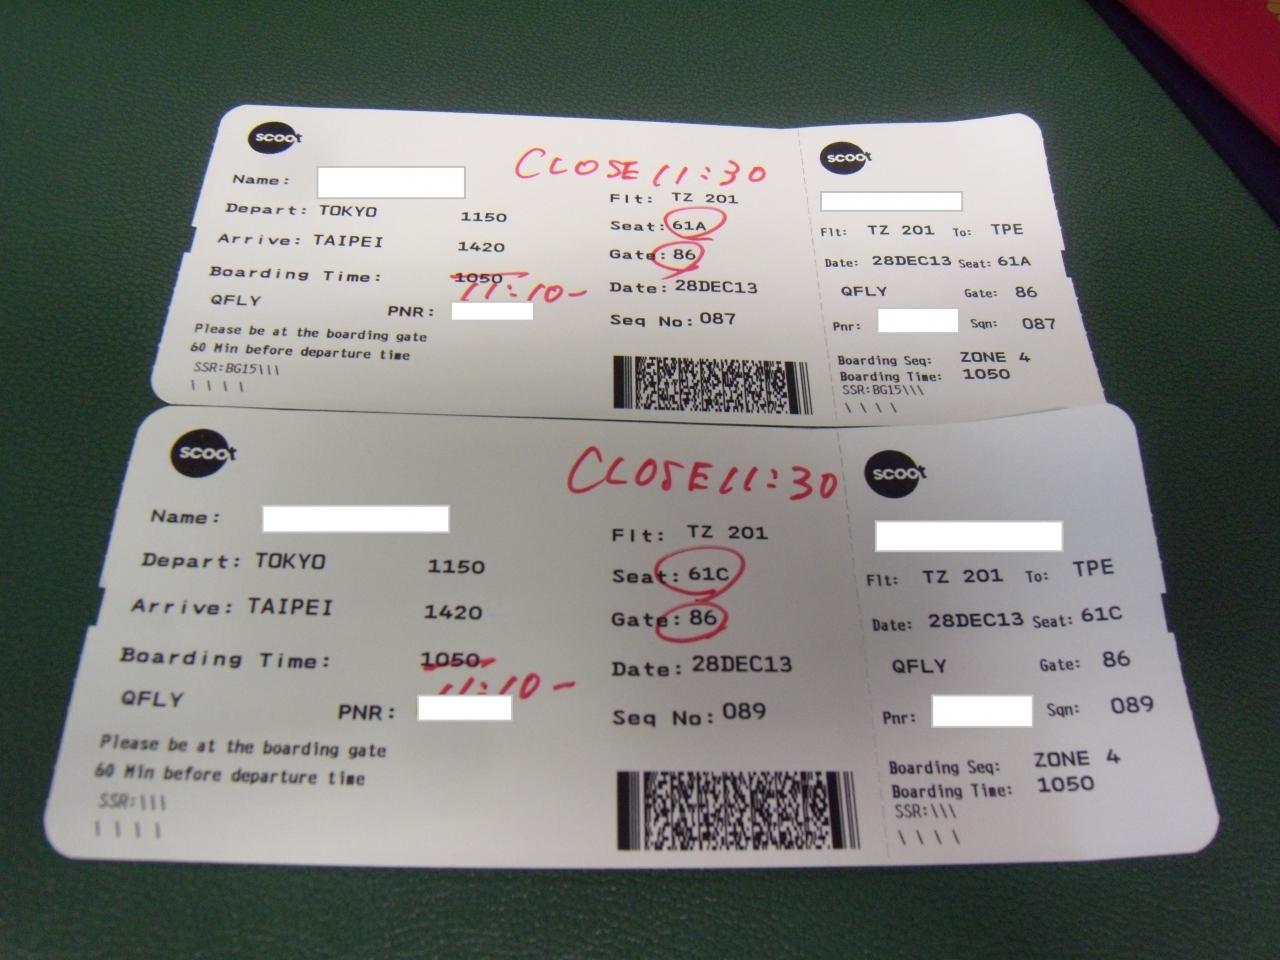 scoot
CLOSE 11:30
Name:
Flt: TZ 201
Depart: TOKYO 1150
Seat: 61A
Arrive: TAIPEI 1420
Gate: 86
Boarding Time: 1050
11:10-
Date: 28DEC13
QFLY PNR:
Seq No: 087
Please be at the boarding gate
60 Min before departure time
SSR:BG15\\\
\ \ \ \
scoot
Flt: TZ 201 To: TPE
Date: 28DEC13 Seat: 61A
QFLY Gate: 86
Pnr: Sqn: 087
Boarding Seq: ZONE 4
Boarding Time: 1050
SSR:BG15\\\
\ \ \ \
scoot
CLOSE 11:30
Name:
Flt: TZ 201
Depart: TOKYO 1150
Seat: 61C
Arrive: TAIPEI 1420
Gate: 86
Boarding Time: 1050
11:10-
Date: 28DEC13
QFLY PNR:
Seq No: 089
Please be at the boarding gate
60 Min before departure time
SSR:\\\
\ \ \ \
scoot
Flt: TZ 201 To: TPE
Date: 28DEC13 Seat: 61C
QFLY Gate: 86
Pnr: Sqn: 089
Boarding Seq: ZONE 4
Boarding Time: 1050
SSR:\\\
\ \ \ \